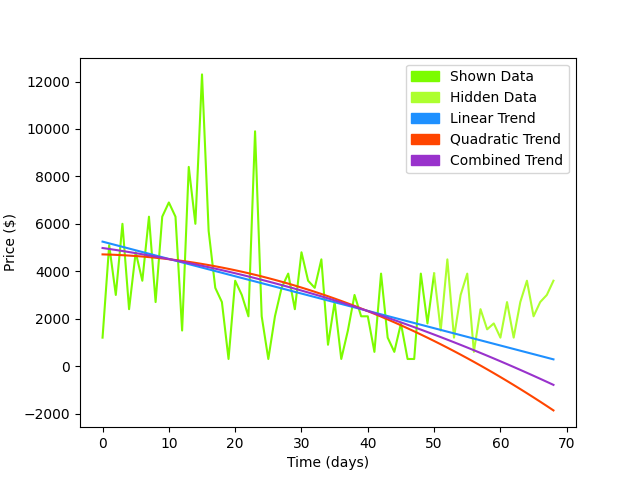 12000
10000
8000
6000
4000
2000
0
−2000
Price ($)
0 10 20 30 40 50 60 70
Time (days)
Shown Data
Hidden Data
Linear Trend
Quadratic Trend
Combined Trend